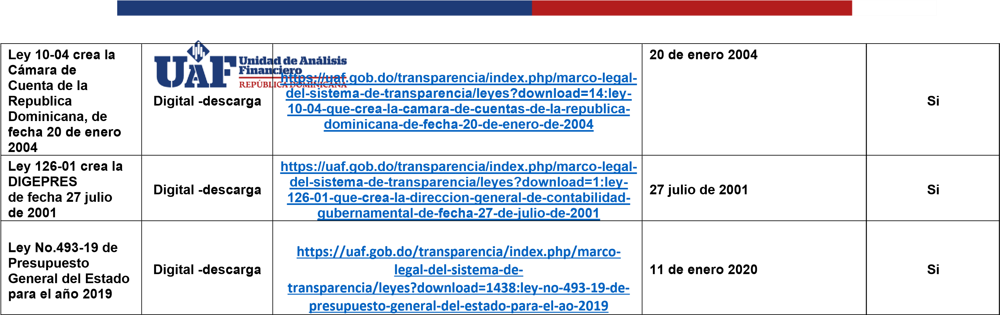 UAF Unidad de Análisis
Financiero
REPÚBLICA DOMINICANA
Ley 10-04 crea la
Cámara de
Cuenta de la
Republica
Dominicana, de
fecha 20 de enero
2004
Digital -descarga
https://uaf.gob.do/transparencia/index.php/marco-legal-
del-sistema-de-transparencia/leyes?download=14:ley-
10-04-que-crea-la-camara-de-cuentas-de-la-republica-
dominicana-de-fecha-20-de-enero-de-2004
20 de enero 2004
Si
Ley 126-01 crea la
DIGEPRES
de fecha 27 julio
de 2001
Digital -descarga
https://uaf.gob.do/transparencia/index.php/marco-legal-
del-sistema-de-transparencia/leyes?download=1:ley-
126-01-que-crea-la-direccion-general-de-contabilidad-
gubernamental-de-fecha-27-de-julio-de-2001
27 julio de 2001
Si
Ley No.493-19 de
Presupuesto
General del Estado
para el año 2019
Digital -descarga
https://uaf.gob.do/transparencia/index.php/marco-
legal-del-sistema-de-
transparencia/leyes?download=1438:ley-no-493-19-de-
presupuesto-general-del-estado-para-el-ao-2019
11 de enero 2020
Si